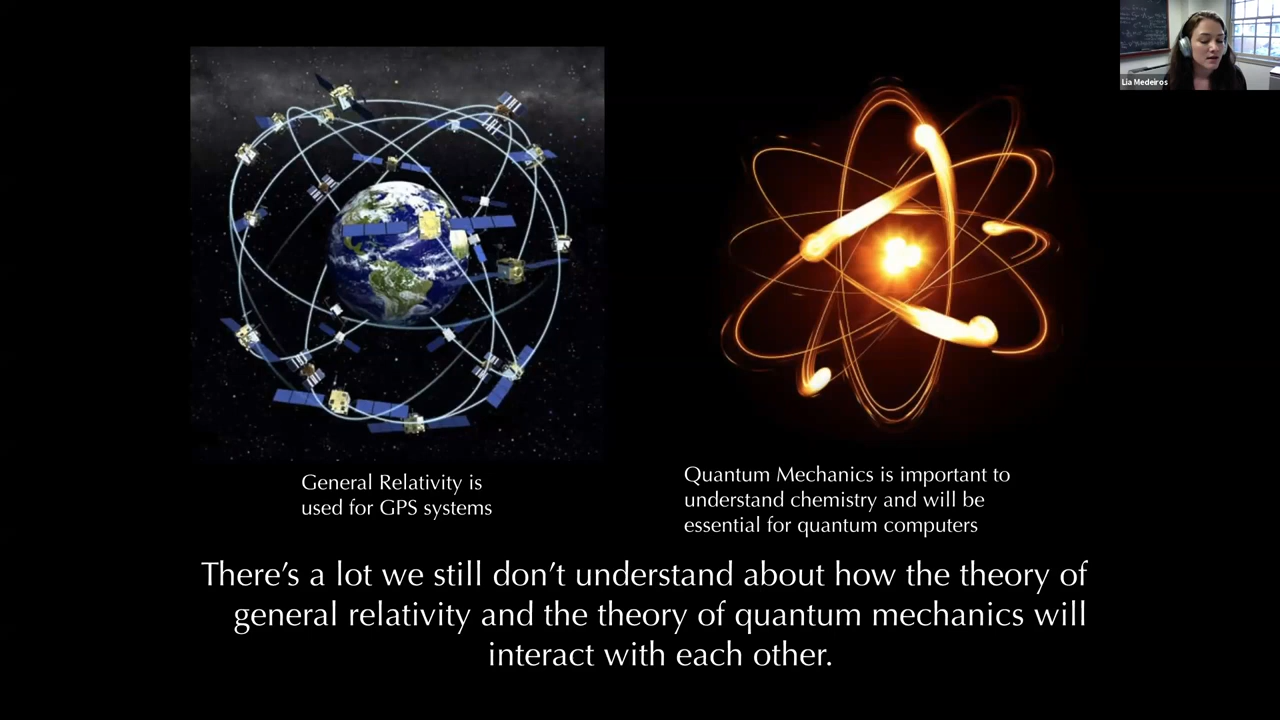 Lia Medeiros
General Relativity is
used for GPS systems
Quantum Mechanics is important to
understand chemistry and will be
essential for quantum computers
There’s a lot we still don’t understand about how the theory of
general relativity and the theory of quantum mechanics will
interact with each other.